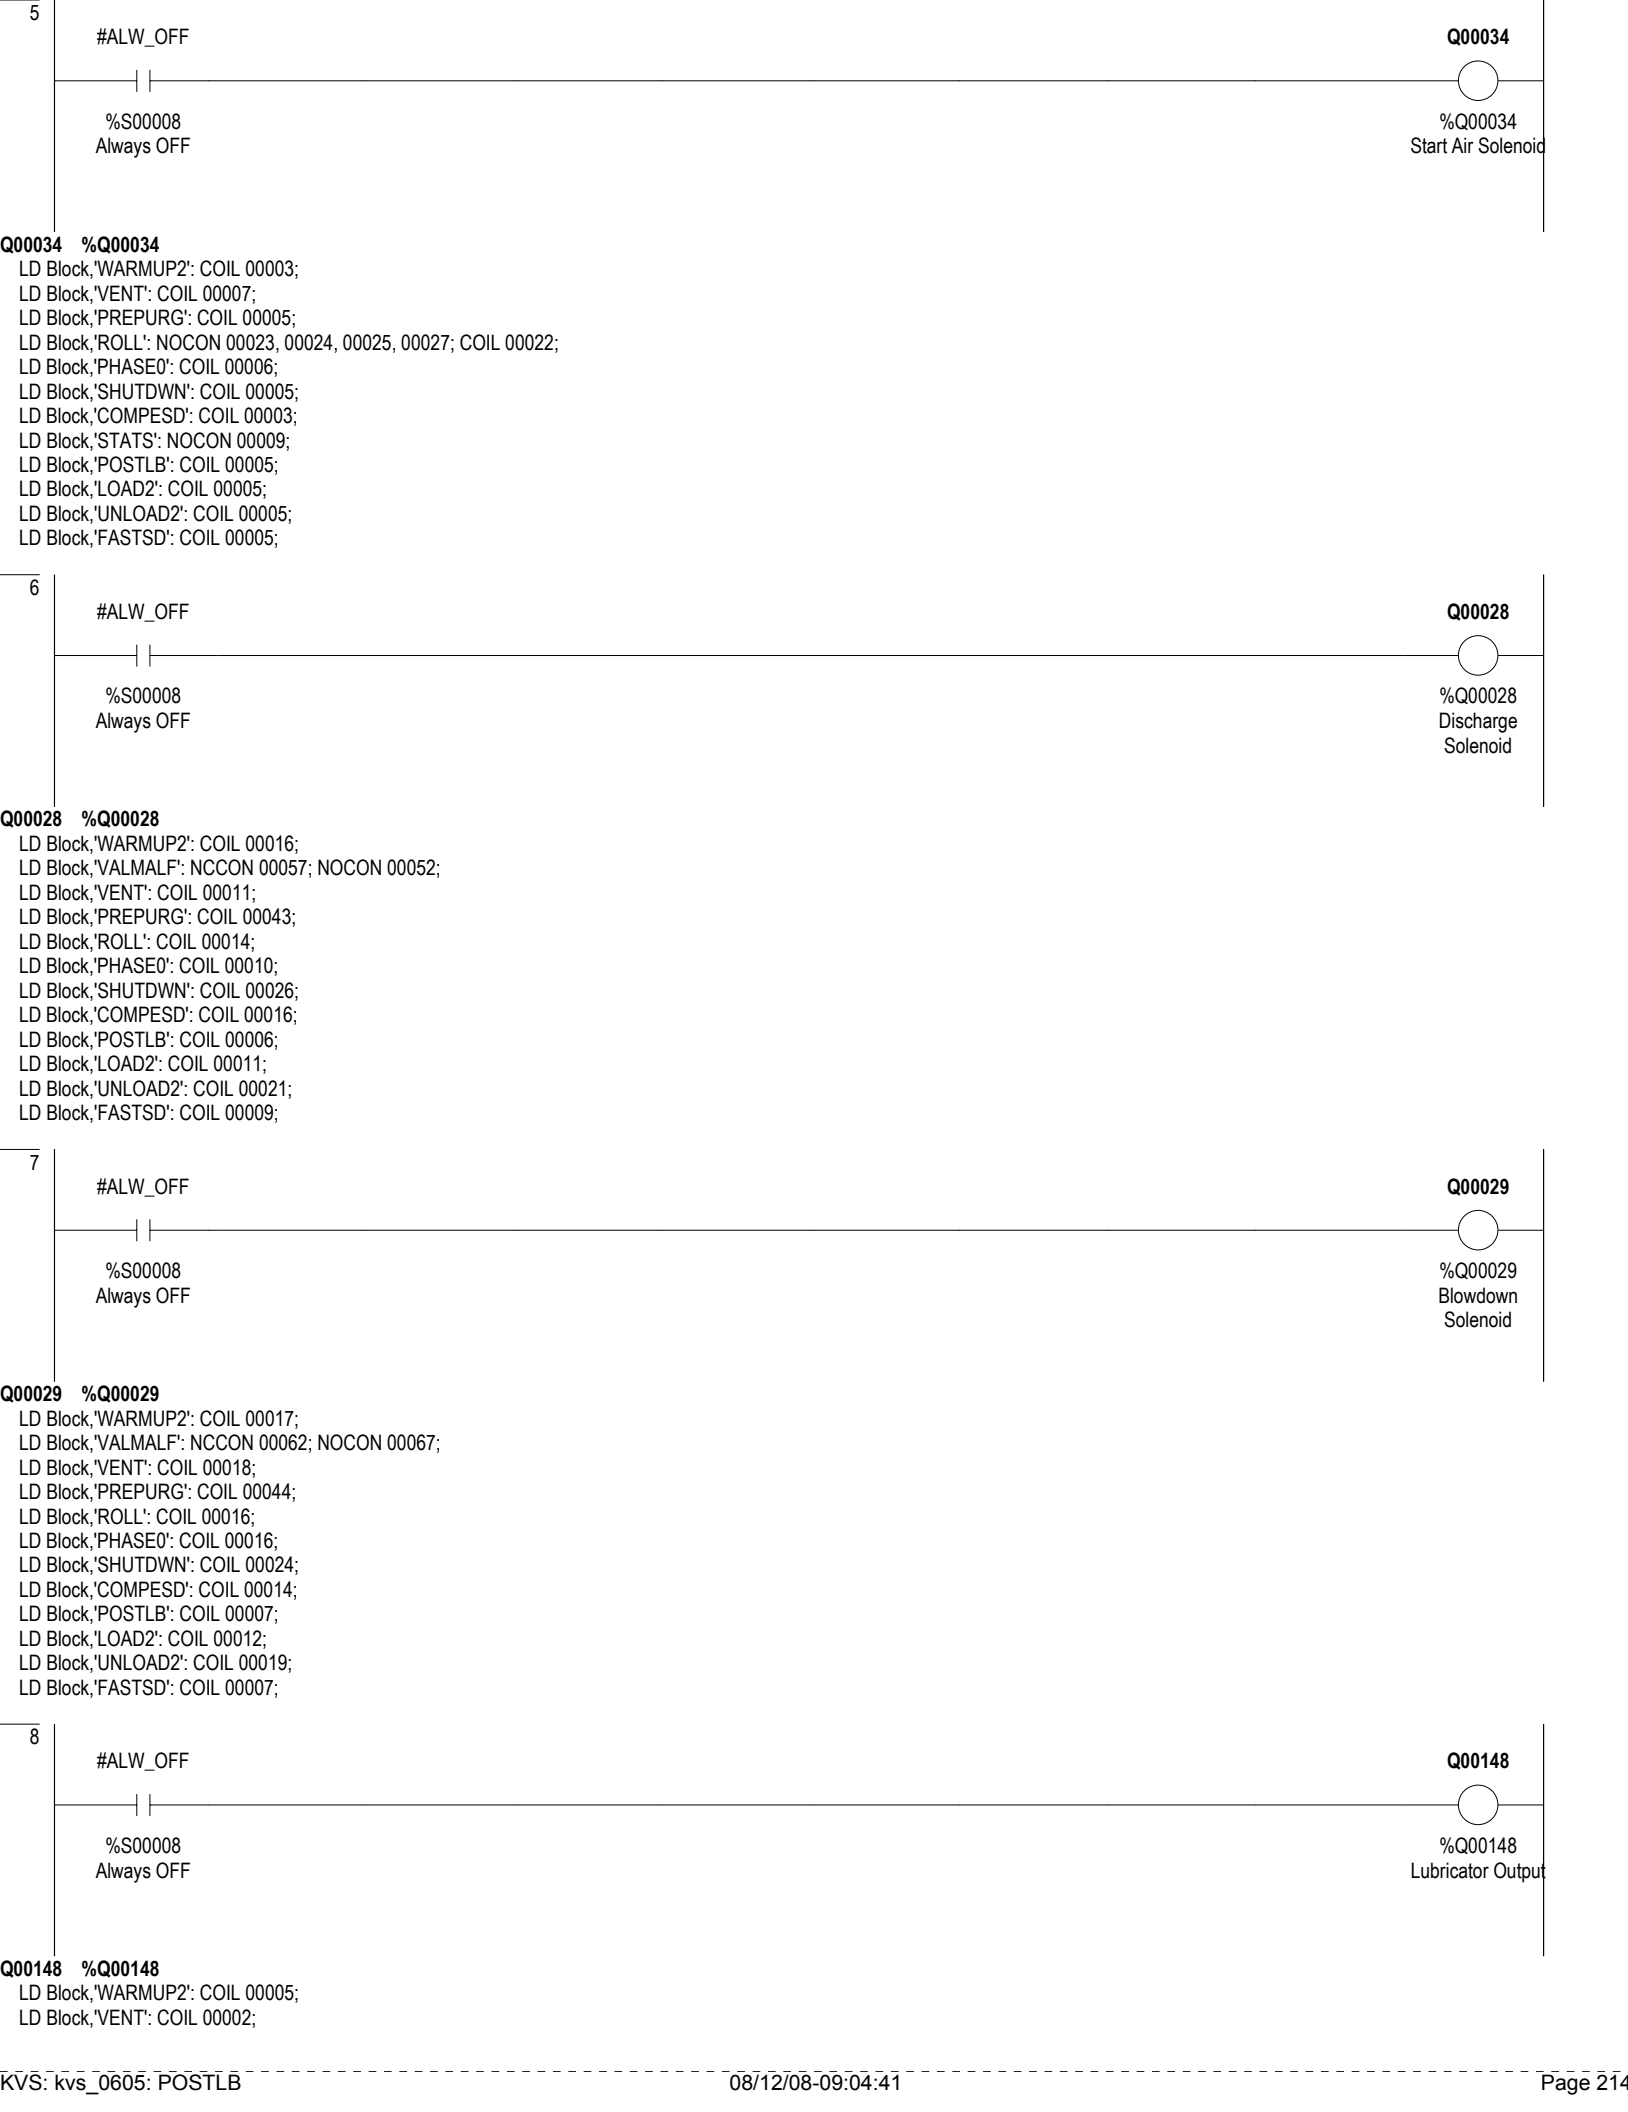 5
#ALW_OFF Q00034
%S00008 %Q00034
Always OFF Start Air Solenoid
Q00034 %Q00034
LD Block,'WARMUP2': COIL 00003;
LD Block,'VENT': COIL 00007;
LD Block,'PREPURG': COIL 00005;
LD Block,'ROLL': NOCON 00023, 00024, 00025, 00027; COIL 00022;
LD Block,'PHASE0': COIL 00006;
LD Block,'SHUTDWN': COIL 00005;
LD Block,'COMPESD': COIL 00003;
LD Block,'STATS': NOCON 00009;
LD Block,'POSTLB': COIL 00005;
LD Block,'LOAD2': COIL 00005;
LD Block,'UNLOAD2': COIL 00005;
LD Block,'FASTSD': COIL 00005;
6
#ALW_OFF Q00028
%S00008 %Q00028
Always OFF Discharge
Solenoid
Q00028 %Q00028
LD Block,'WARMUP2': COIL 00016;
LD Block,'VALMALF': NCCON 00057; NOCON 00052;
LD Block,'VENT': COIL 00011;
LD Block,'PREPURG': COIL 00043;
LD Block,'ROLL': COIL 00014;
LD Block,'PHASE0': COIL 00010;
LD Block,'SHUTDWN': COIL 00026;
LD Block,'COMPESD': COIL 00016;
LD Block,'POSTLB': COIL 00006;
LD Block,'LOAD2': COIL 00011;
LD Block,'UNLOAD2': COIL 00021;
LD Block,'FASTSD': COIL 00009;
7
#ALW_OFF Q00029
%S00008 %Q00029
Always OFF Blowdown
Solenoid
Q00029 %Q00029
LD Block,'WARMUP2': COIL 00017;
LD Block,'VALMALF': NCCON 00062; NOCON 00067;
LD Block,'VENT': COIL 00018;
LD Block,'PREPURG': COIL 00044;
LD Block,'ROLL': COIL 00016;
LD Block,'PHASE0': COIL 00016;
LD Block,'SHUTDWN': COIL 00024;
LD Block,'COMPESD': COIL 00014;
LD Block,'POSTLB': COIL 00007;
LD Block,'LOAD2': COIL 00012;
LD Block,'UNLOAD2': COIL 00019;
LD Block,'FASTSD': COIL 00007;
8
#ALW_OFF Q00148
%S00008 %Q00148
Always OFF Lubricator Output
Q00148 %Q00148
LD Block,'WARMUP2': COIL 00005;
LD Block,'VENT': COIL 00002;
KVS: kvs_0605: POSTLB 08/12/08-09:04:41 Page 214